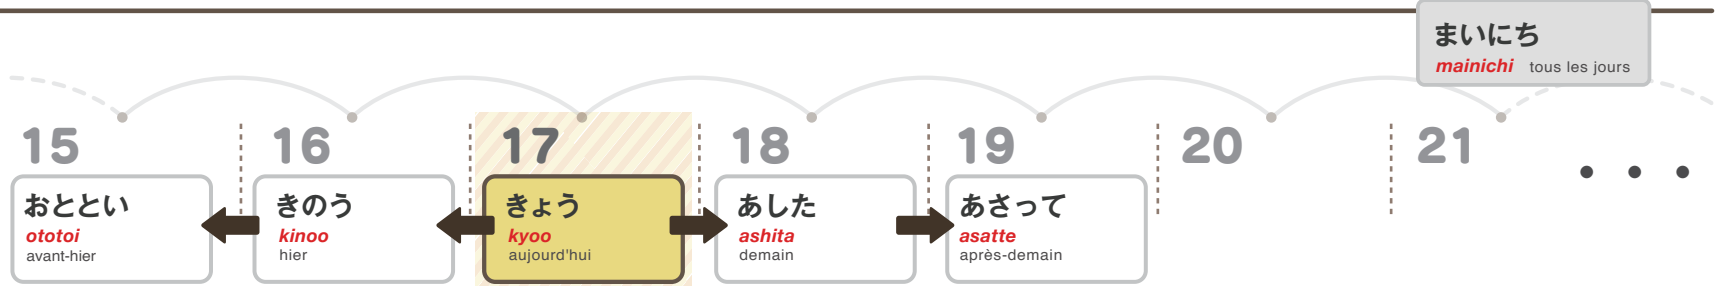 まいにち
mainichi tous les jours
15 16 17 18 19 20 21
おととい
ototoi
avant-hier
きのう
kinoo
hier
きょう
kyoo
aujourd'hui
あした
ashita
demain
あさって
asatte
après-demain